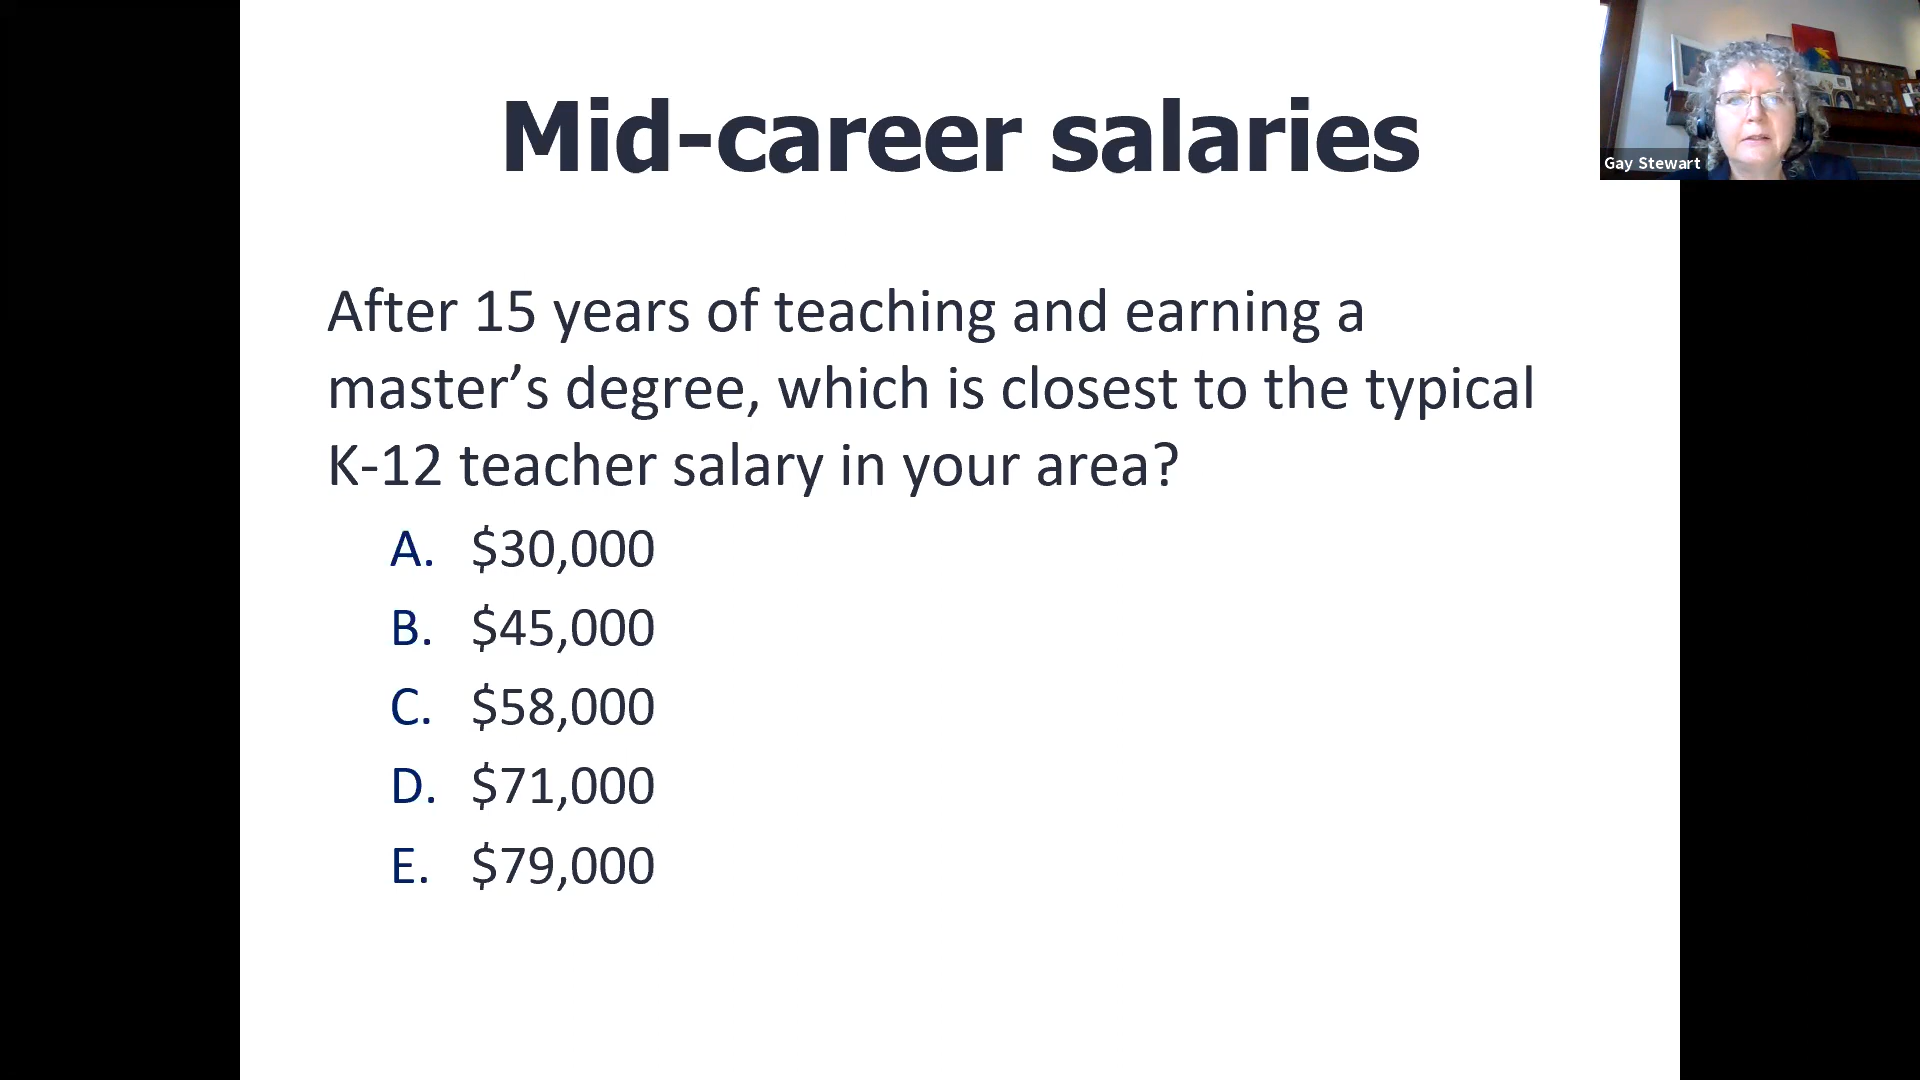 Mid-career salaries
Gay Stewart
After 15 years of teaching and earning a
master’s degree, which is closest to the typical
K-12 teacher salary in your area?
A. $30,000
B. $45,000
C. $58,000
D. $71,000
E. $79,000